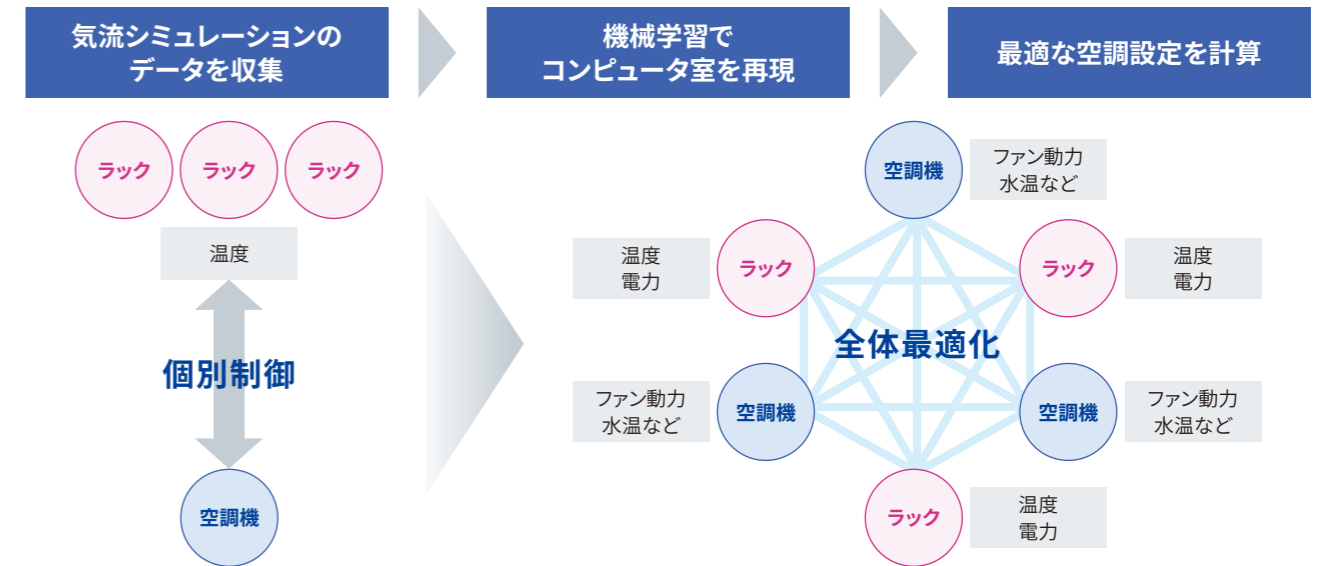 気流シミュレーションの
データを収集
機械学習で
コンピュータ室を再現
最適な空調設定を計算
ラック
ラック
ラック
温度
個別制御
空調機
空調機
ファン動力
水温など
温度
電力
ラック
ラック
温度
電力
全体最適化
ファン動力
水温など
空調機
空調機
ファン動力
水温など
ラック
温度
電力